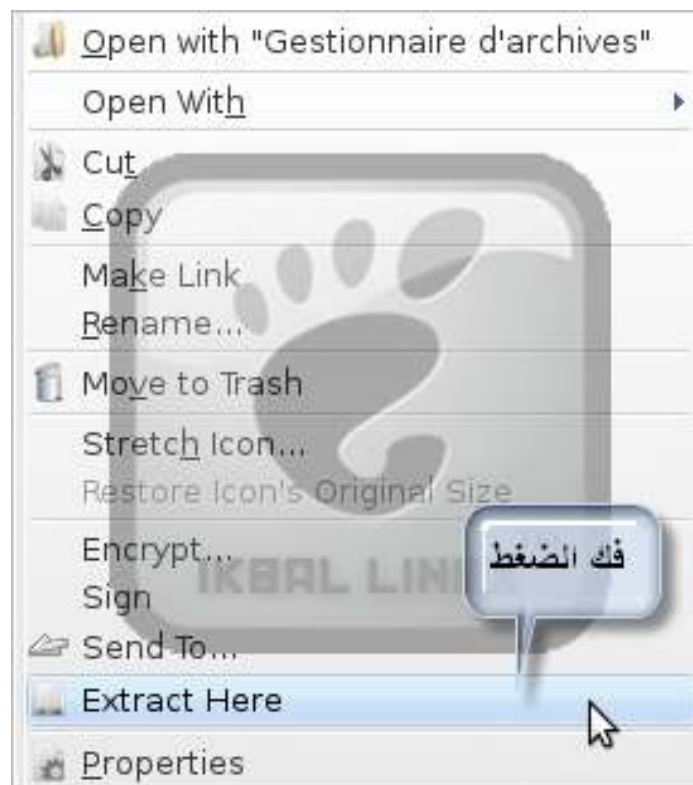 Open with "Gestionnaire d'archives"
Open With
Cut
Copy
Make Link
Rename...
Move to Trash
Stretch Icon...
Restore Icon's Original Size
Encrypt...
فك الضغط
IKBAL
Sign
Send To...
Extract Here
Properties